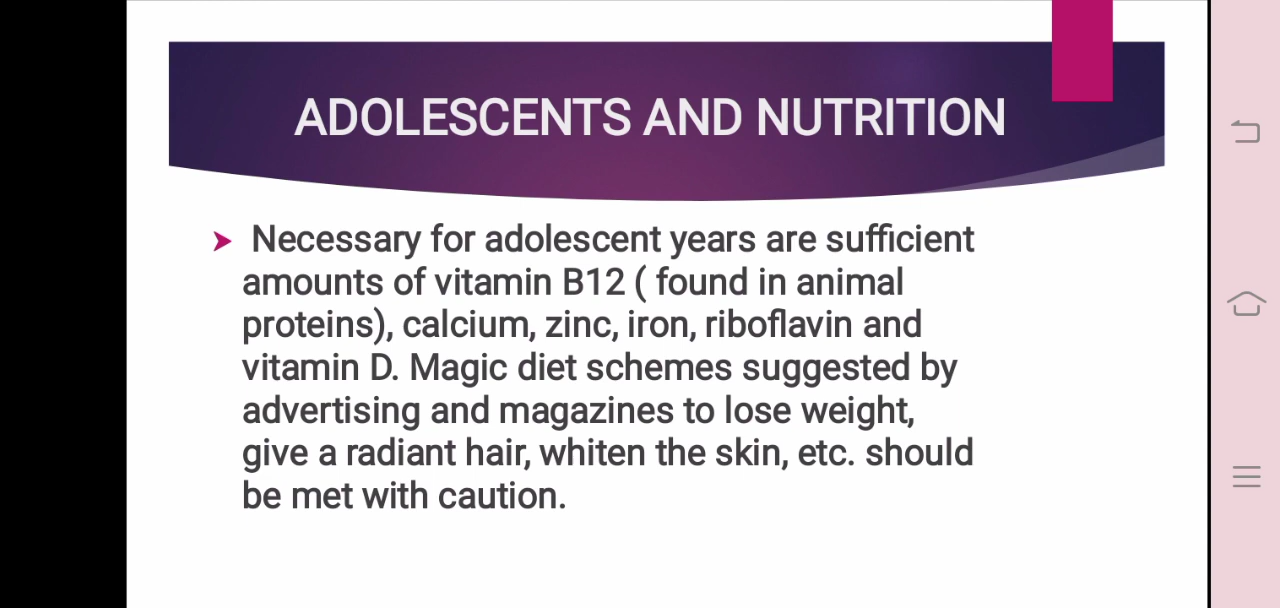 ADOLESCENTS AND NUTRITION
Necessary for adolescent years are sufficient
amounts of vitamin B12 ( found in animal
proteins), calcium, zinc, iron, riboflavin and
vitamin D. Magic diet schemes suggested by
advertising and magazines to lose weight,
give a radiant hair, whiten the skin, etc. should
be met with caution.